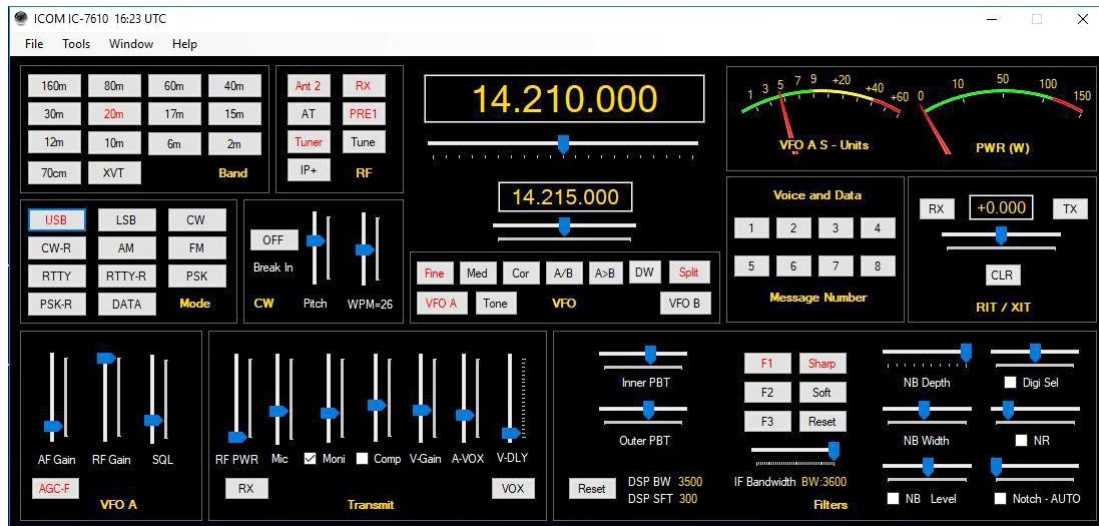 ICOM IC-7610 16:23 UTC
File Tools Window Help
160m 80m 60m 40m
30m 20m 17m 15m
12m 10m 6m 2m
70cm XVT Band
Ant 2 RX
AT PRE1
Tuner Tune
IP+ RF
14.210.000
14.215.000
1 3 5 7 9 +20 +40 +60
VFO A S - Units
0 10 50 100 150
PWR (W)
USB LSB CW
CW-R AM FM
RTTY RTTY-R PSK
PSK-R DATA Mode
OFF
Break In
CW Pitch WPM=26
Fine Med Cor A/B A>B DW Split
VFO A Tone VFO VFO B
Voice and Data
1 2 3 4
5 6 7 8
Message Number
RX +0.000 TX
CLR
RIT / XIT
AF Gain RF Gain SQL
AGC-F
VFO A
RF PWR Mic Moni Comp V-Gain A-VOX V-DLY
RX VOX
Transmit
Inner PBT
Outer PBT
Reset DSP BW 3500
DSP SFT 300
F1 Sharp
F2 Soft
F3 Reset
IF Bandwidth BW:3600
Filters
NB Depth Digi Sel
NB Width NR
NB Level Notch - AUTO